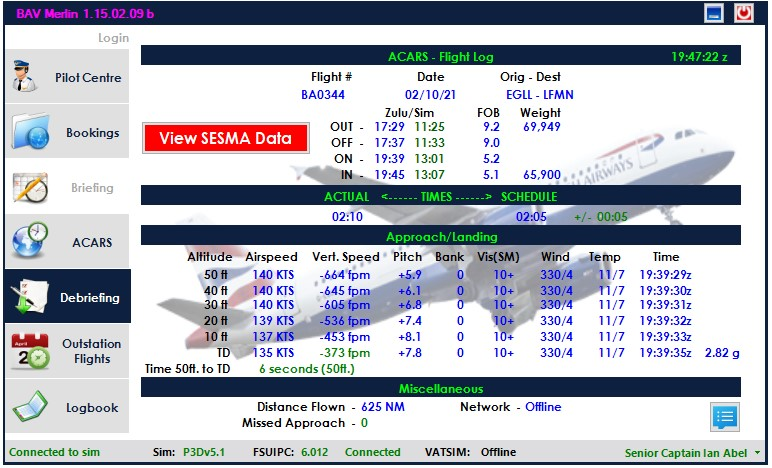 BAV Merlin 1.15.02.09 b
Login
Pilot Centre
Bookings
Briefing
ACARS
Debriefing
April
Outstation
Flights
Logbook
ACARS - Flight Log 19:47:22 z
Flight # Date Orig - Dest
BA0344 02/10/21 EGLL - LFMN
Zulu/Sim FOB Weight
View SESMA Data
OUT - 17:29 11:25 9.2 69,949
OFF - 17:37 11:33 9.0
ON - 19:39 13:01 5.2
IN - 19:45 13:07 5.1 65,900
AIRWAYS
ACTUAL <------ TIMES ------> SCHEDULE
02:10 02:05 +/- 00:05
Approach/Landing
Altitude Airspeed Vert. Speed Pitch Bank Vis(SM) Wind Temp Time
50 ft 140 KTS -664 fpm +5.9 0 10+ 330/4 11/7 19:39:29z
40 ft 140 KTS -645 fpm +6.1 0 10+ 330/4 11/7 19:39:30z
30 ft 140 KTS -605 fpm +6.8 0 10+ 330/4 11/7 19:39:31z
20 ft 139 KTS -536 fpm +7.4 0 10+ 330/4 11/7 19:39:32z
10 ft 137 KTS -453 fpm +8.1 0 10+ 330/4 11/7 19:39:33z
TD 135 KTS -373 fpm +7.8 0 10+ 330/4 11/7 19:39:35z 2.82 g
Time 50ft. to TD 6 seconds (50ft.)
Miscellaneous
Distance Flown - 625 NM Network - Offline
Missed Approach - 0
Connected to sim Sim: P3Dv5.1 FSUIPC: 6.012 Connected VATSIM: Offline Senior Captain Ian Abel